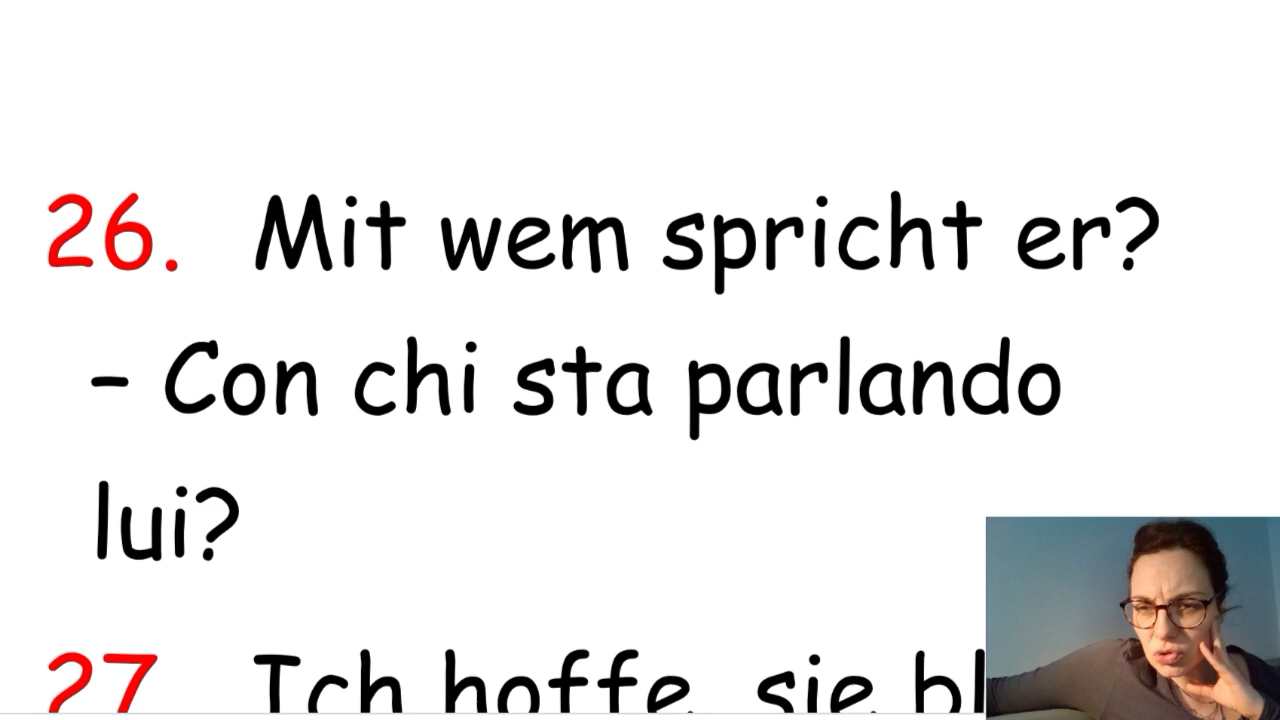 26. Mit wem spricht er?
– Con chi sta parlando
lui?
27 Ich hoffe, sie